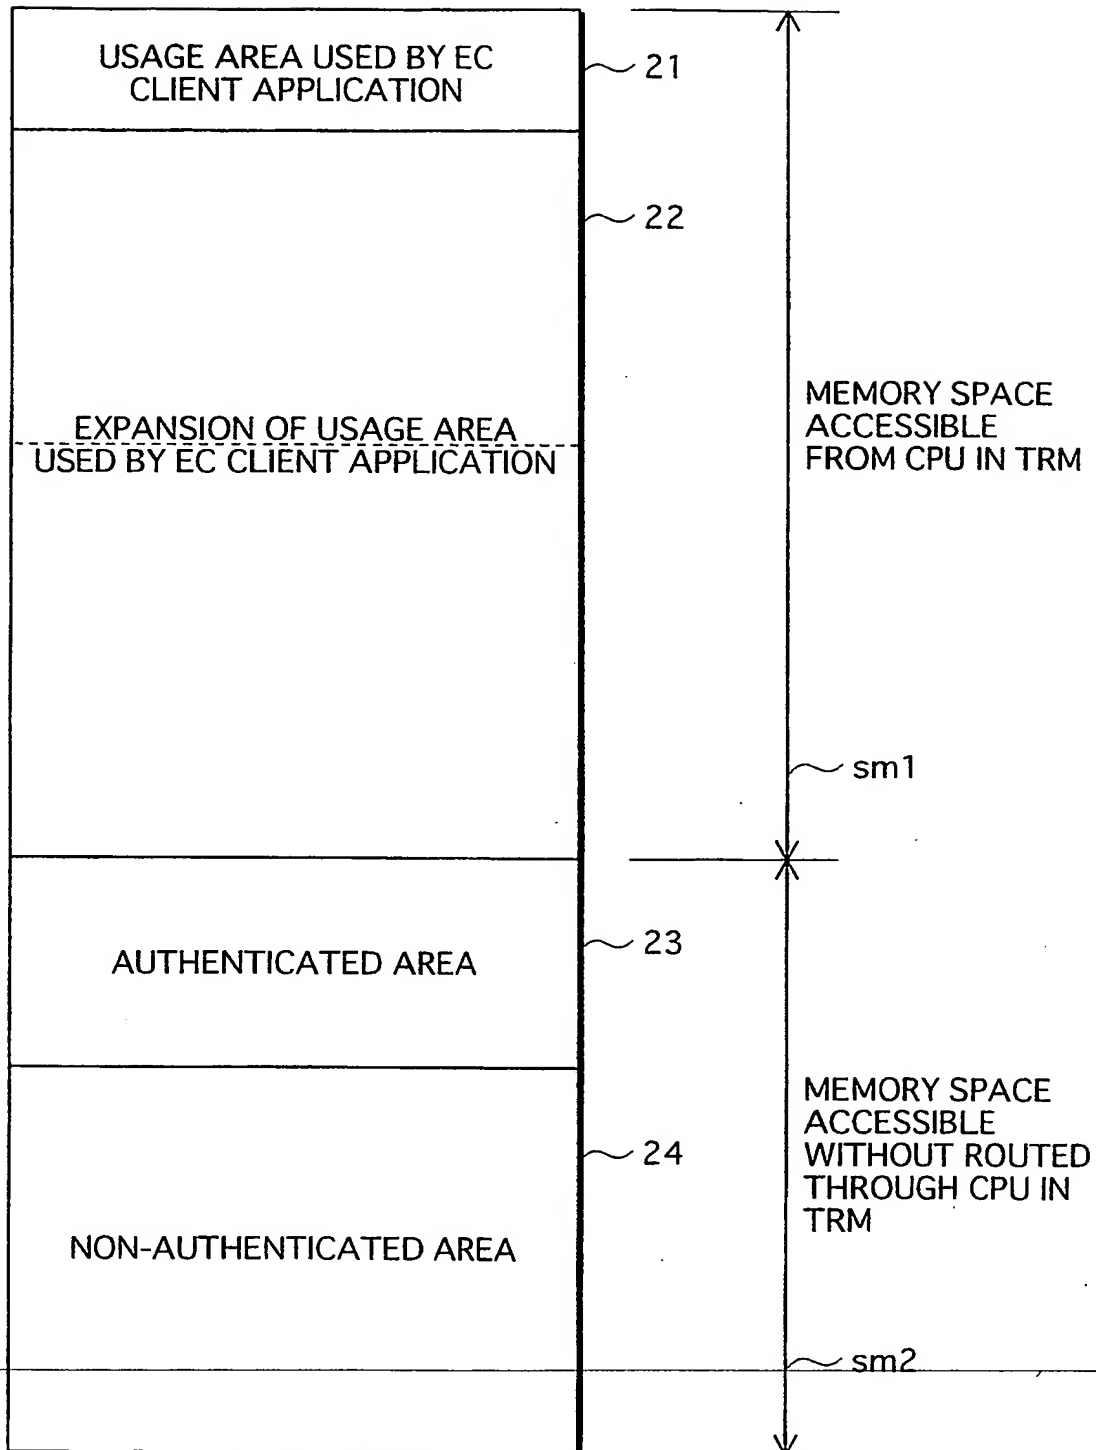 USAGE AREA USED BY EC
CLIENT APPLICATION
21
22
EXPANSION OF USAGE AREA
USED BY EC CLIENT APPLICATION
MEMORY SPACE
ACCESSIBLE
FROM CPU IN TRM
sm1
AUTHENTICATED AREA
23
MEMORY SPACE
ACCESSIBLE
WITHOUT ROUTED
THROUGH CPU IN
TRM
24
NON-AUTHENTICATED AREA
sm2